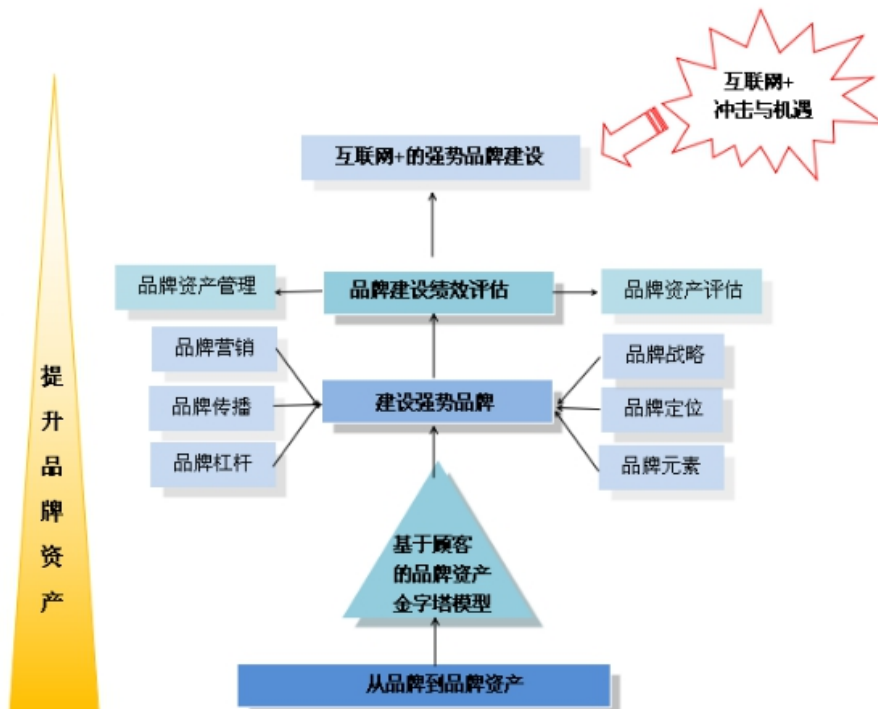 互联网+
冲击与机遇
互联网+的强势品牌建设
品牌资产管理
品牌建设绩效评估
品牌资产评估
品牌营销
品牌战略
品牌传播
建设强势品牌
品牌定位
品牌杠杆
品牌元素
提
升
品
牌
资
产
基于顾客
的品牌资产
金字塔模型
从品牌到品牌资产